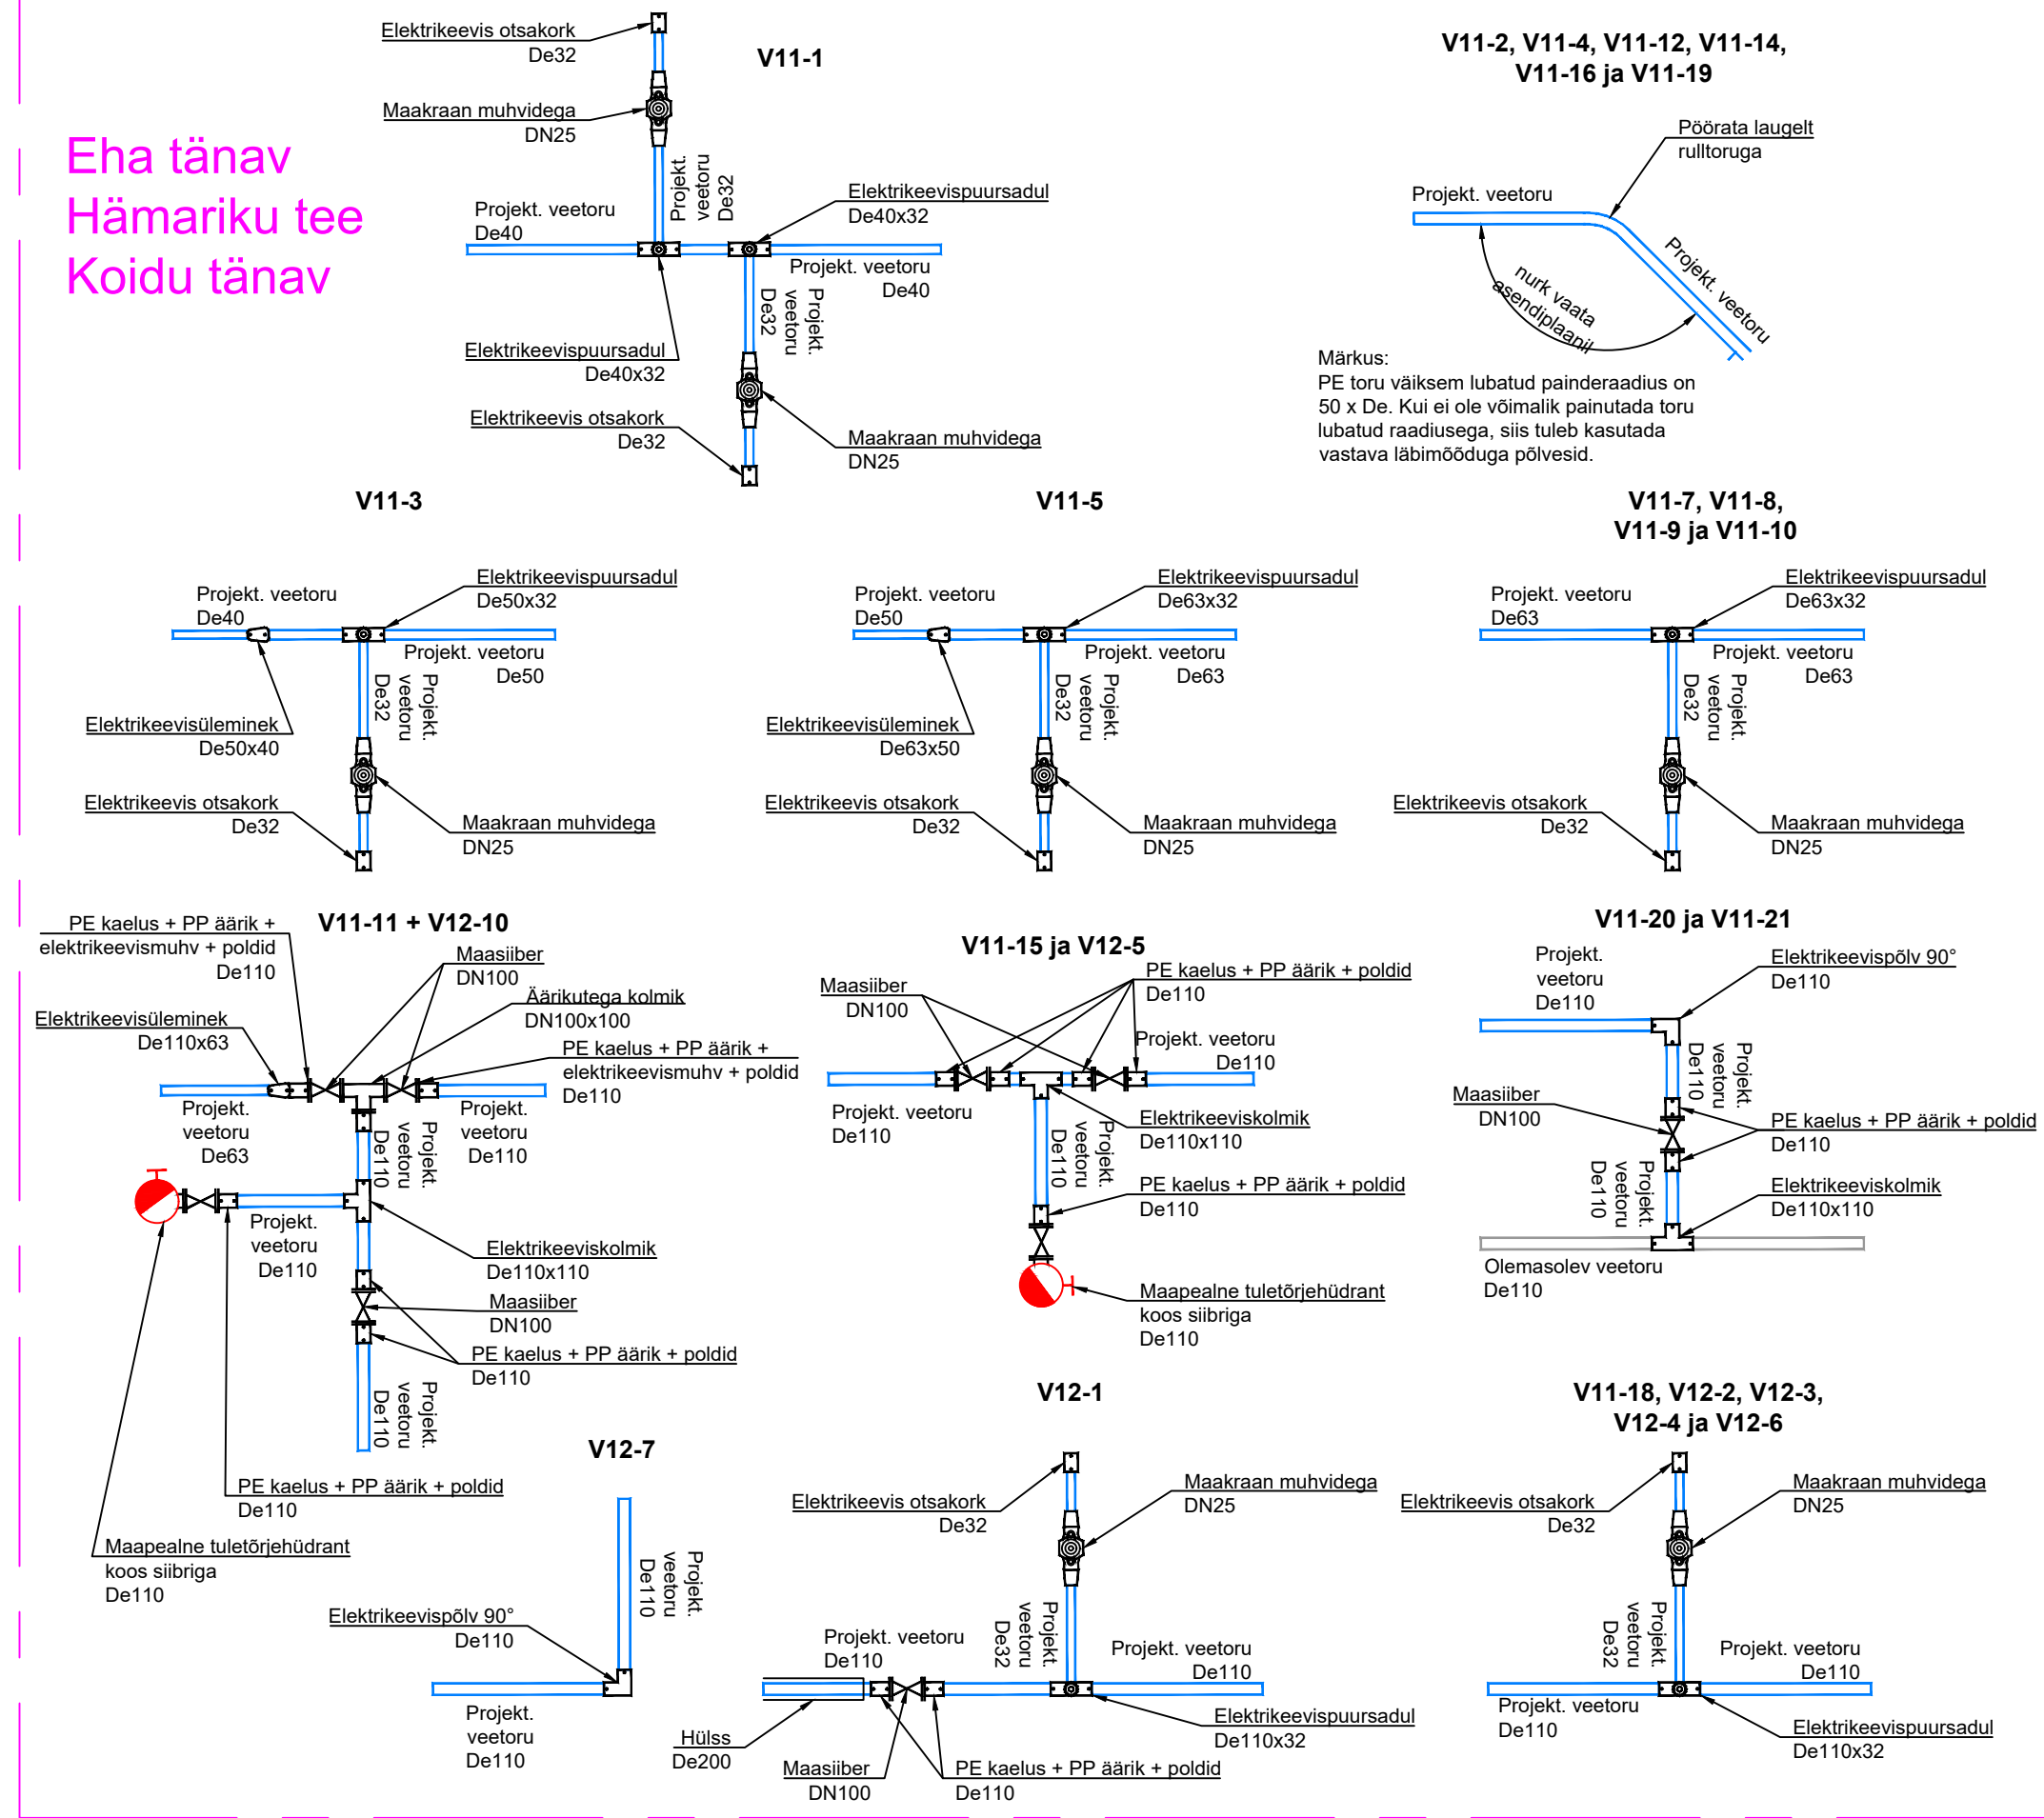 Eha tänav
Hämariku tee
Koidu tänav
V11-1
Elektrikeevis otsakork
De32
Maakraan muhvidega
DN25
Projekt.
veetoru
De32
Projekt. veetoru
De40
Elektrikeevispuursadul
De40x32
Projekt. veetoru
De40
Projekt.
veetoru
De32
Elektrikeevispuursadul
De40x32
Elektrikeevis otsakork
De32
Maakraan muhvidega
DN25
V11-2, V11-4, V11-12, V11-14,
V11-16 ja V11-19
Pöörata laugelt
rulltoruga
Projekt. veetoru
Projekt. veetoru
nurk vaata
asendiplaanil
Märkus:
PE toru väiksem lubatud painderaadius on
50 x De. Kui ei ole võimalik painutada toru
lubatud raadiusega, siis tuleb kasutada
vastava läbimõõduga põlvesid.
V11-3
Projekt. veetoru
De40
Elektrikeevispuursadul
De50x32
Projekt. veetoru
De50
Projekt.
veetoru
De32
Elektrikeevisüleminek
De50x40
Elektrikeevis otsakork
De32
Maakraan muhvidega
DN25
V11-5
Projekt. veetoru
De50
Elektrikeevispuursadul
De63x32
Projekt. veetoru
De63
Projekt.
veetoru
De32
Elektrikeevisüleminek
De63x50
Elektrikeevis otsakork
De32
Maakraan muhvidega
DN25
V11-7, V11-8,
V11-9 ja V11-10
Projekt. veetoru
De63
Elektrikeevispuursadul
De63x32
Projekt. veetoru
De63
Projekt.
veetoru
De32
Elektrikeevis otsakork
De32
Maakraan muhvidega
DN25
V11-11 + V12-10
PE kaelus + PP äärik +
elektrikeevismuhv + poldid
De110
Maasiiber
DN100
Äärikutega kolmik
DN100x100
Elektrikeevisüleminek
De110x63
PE kaelus + PP äärik +
elektrikeevismuhv + poldid
De110
Projekt.
veetoru
De63
Projekt.
veetoru
De110
Projekt.
veetoru
De110
Projekt.
veetoru
De110
Elektrikeeviskolmik
De110x110
Maasiiber
DN100
PE kaelus + PP äärik + poldid
De110
Projekt.
veetoru
De110
PE kaelus + PP äärik + poldid
De110
Maapealne tuletõrjehüdrant
koos siibriga
De110
V11-15 ja V12-5
Maasiiber
DN100
PE kaelus + PP äärik + poldid
De110
Projekt. veetoru
De110
Projekt. veetoru
De110
Elektrikeeviskolmik
De110x110
Projekt.
veetoru
De110
PE kaelus + PP äärik + poldid
De110
Maapealne tuletõrjehüdrant
koos siibriga
De110
V11-20 ja V11-21
Projekt.
veetoru
De110
Elektrikeevispõlv 90°
De110
Projekt.
veetoru
De110
Maasiiber
DN100
PE kaelus + PP äärik + poldid
De110
Projekt.
veetoru
De110
Elektrikeeviskolmik
De110x110
Olemasolev veetoru
De110
V12-7
Projekt.
veetoru
De110
Elektrikeevispõlv 90°
De110
Projekt.
veetoru
De110
V12-1
Elektrikeevis otsakork
De32
Maakraan muhvidega
DN25
Projekt.
veetoru
De32
Projekt. veetoru
De110
Projekt. veetoru
De110
Hülss
De200
Maasiiber
DN100
PE kaelus + PP äärik + poldid
De110
Elektrikeevispuursadul
De110x32
V11-18, V12-2, V12-3,
V12-4 ja V12-6
Elektrikeevis otsakork
De32
Maakraan muhvidega
DN25
Projekt.
veetoru
De32
Projekt. veetoru
De110
Projekt. veetoru
De110
Elektrikeevispuursadul
De110x32